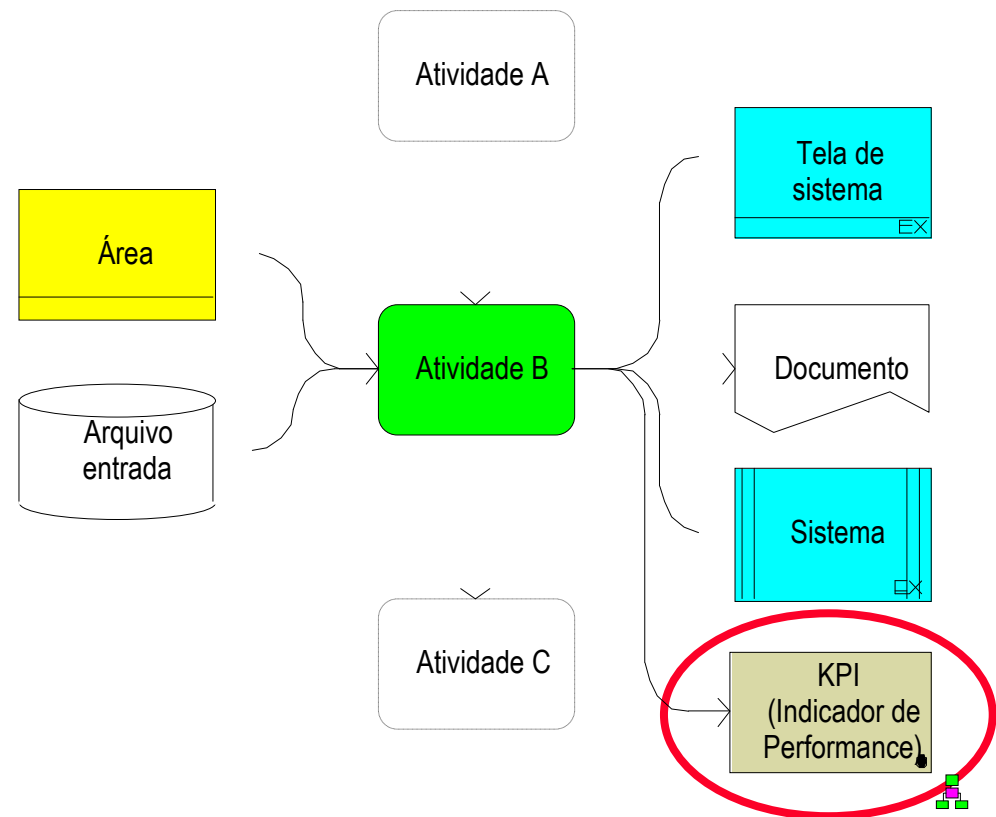 Atividade A
Tela de
sistema
EX
Área
Atividade B
Documento
Arquivo
entrada
Sistema
EX
Atividade C
KPI
(Indicador de
Performance)